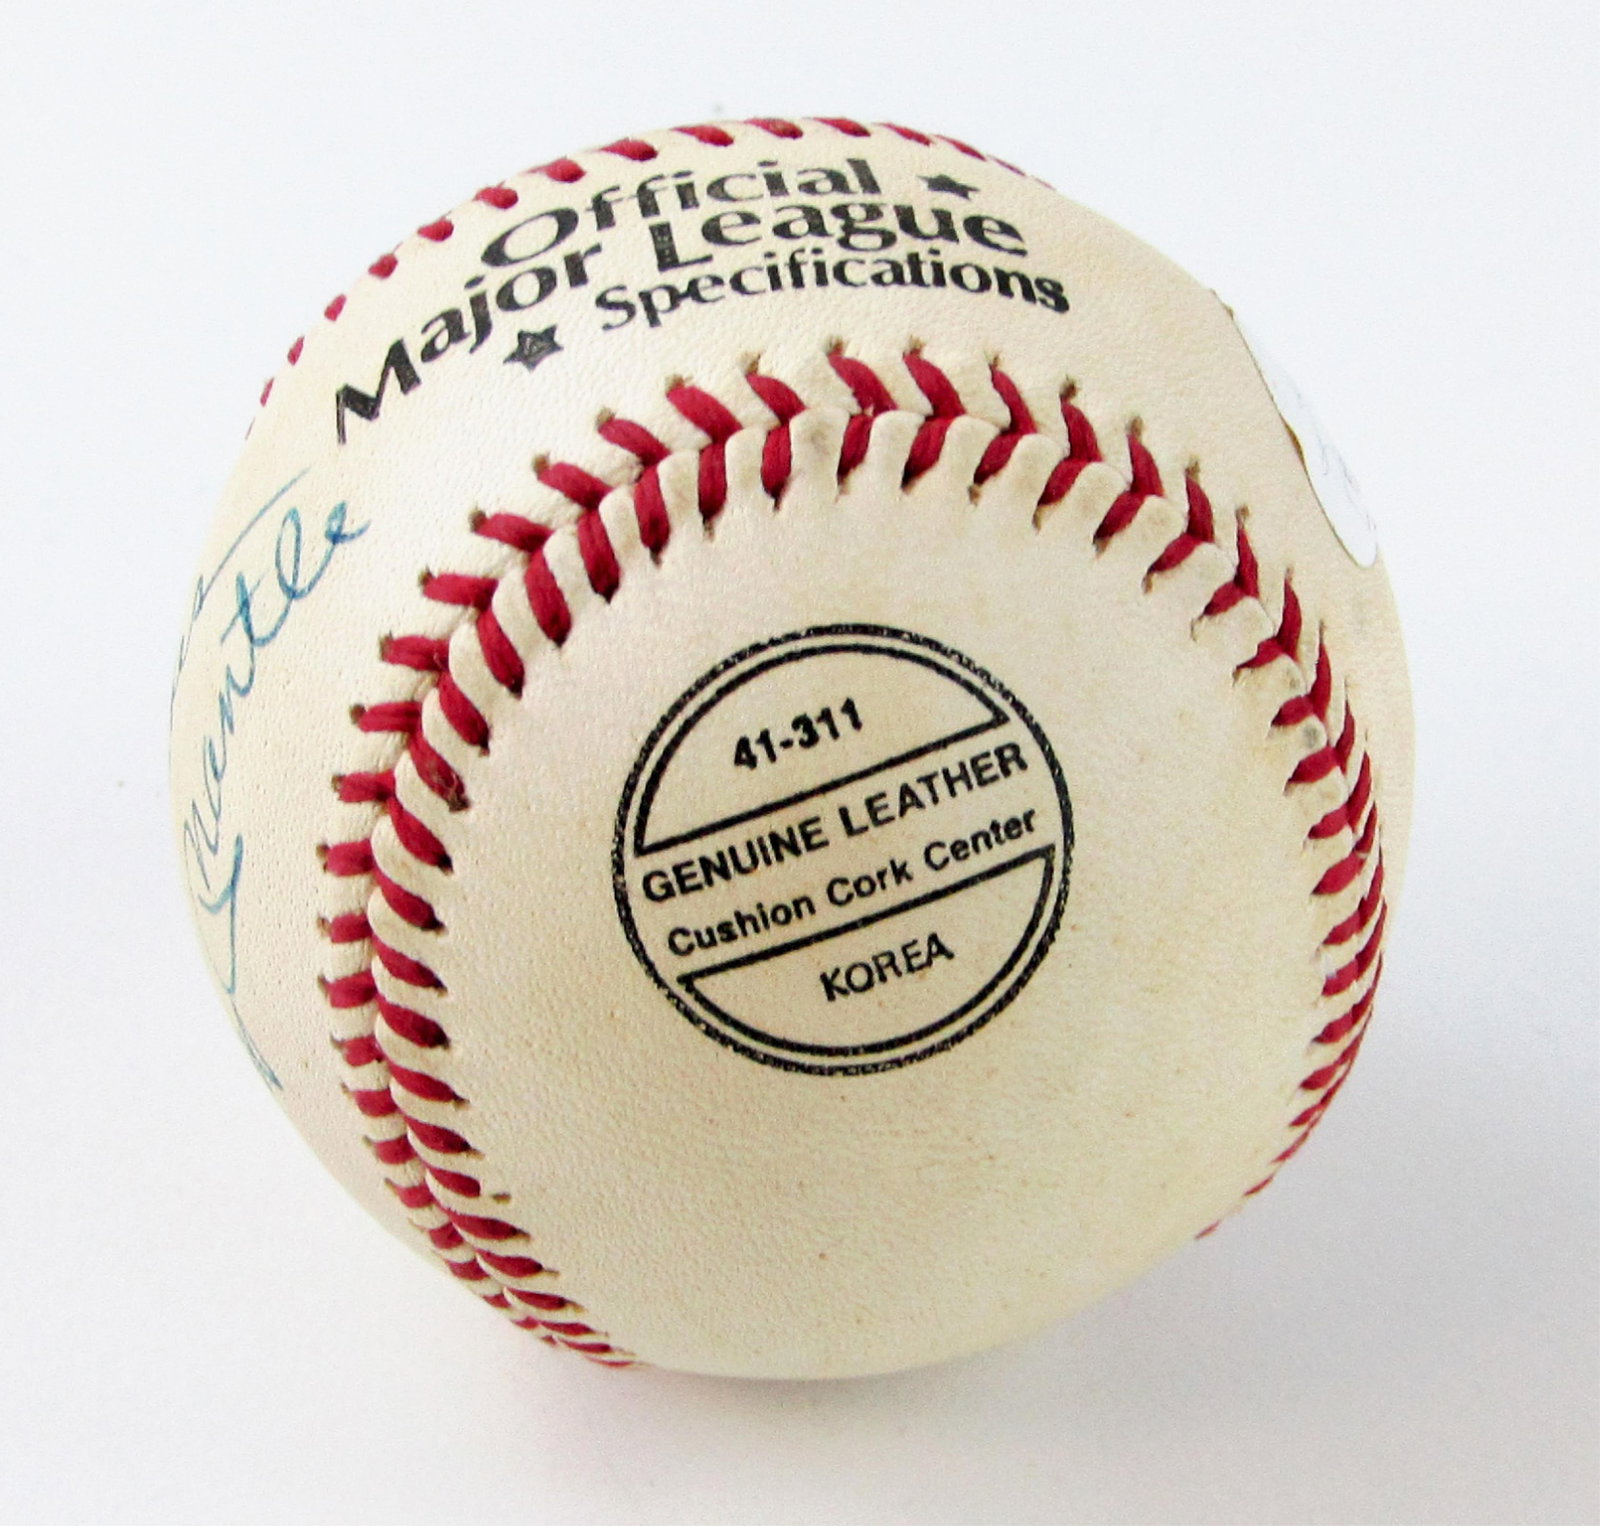 Official
Major League
Specifications
Mantle
41-311
GENUINE LEATHER
Cushion Cork Center
KOREA